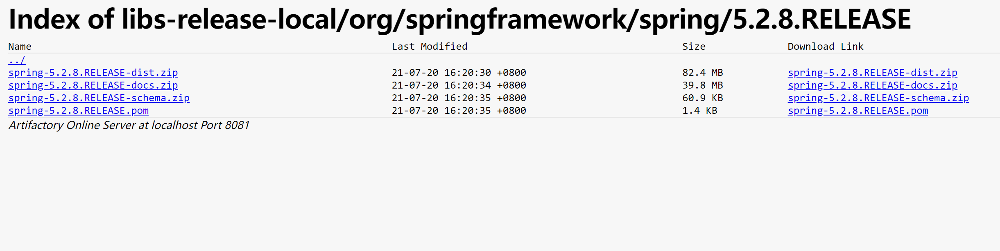 Index of libs-release-local/org/springframework/spring/5.2.8.RELEASE
Name Last Modified Size Download Link
../
spring-5.2.8.RELEASE-dist.zip 21-07-20 16:20:30 +0800 82.4 MB spring-5.2.8.RELEASE-dist.zip
spring-5.2.8.RELEASE-docs.zip 21-07-20 16:20:34 +0800 39.8 MB spring-5.2.8.RELEASE-docs.zip
spring-5.2.8.RELEASE-schema.zip 21-07-20 16:20:35 +0800 60.9 KB spring-5.2.8.RELEASE-schema.zip
spring-5.2.8.RELEASE.pom 21-07-20 16:20:35 +0800 1.4 KB spring-5.2.8.RELEASE.pom
Artifactory Online Server at localhost Port 8081